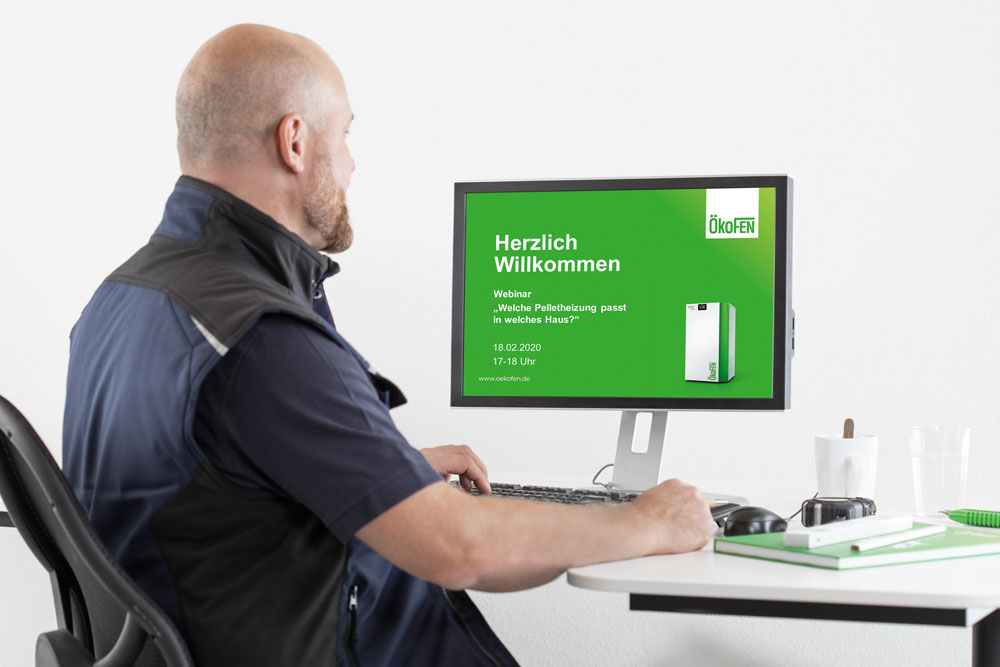 ÖkoFEN
Herzlich
Willkommen
Webinar
„Welche Pelletheizung passt
in welches Haus?“
18.02.2020
17-18 Uhr
www.oekofen.de
ÖkoFEN